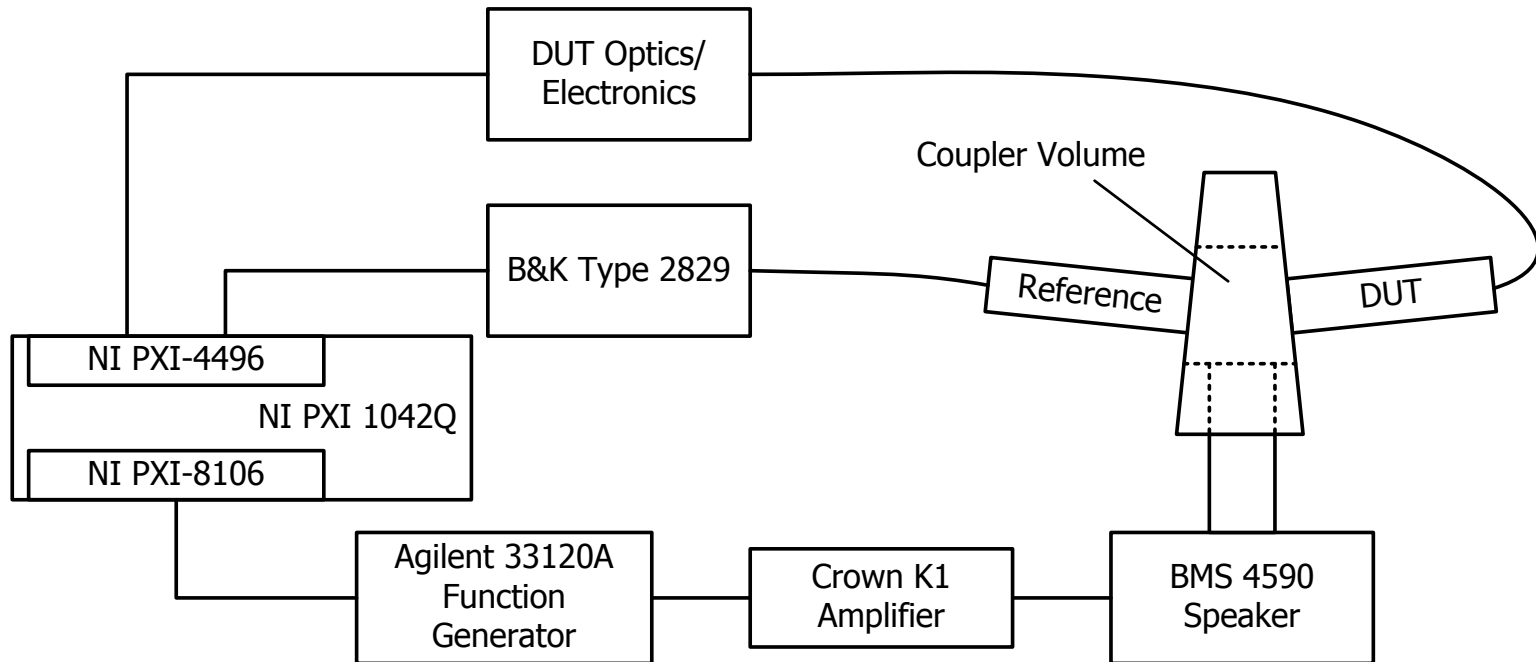 DUT Optics/
Electronics
Coupler Volume
B&K Type 2829
Reference
DUT
NI PXI-4496
NI PXI 1042Q
NI PXI-8106
Agilent 33120A
Function
Generator
Crown K1
Amplifier
BMS 4590
Speaker